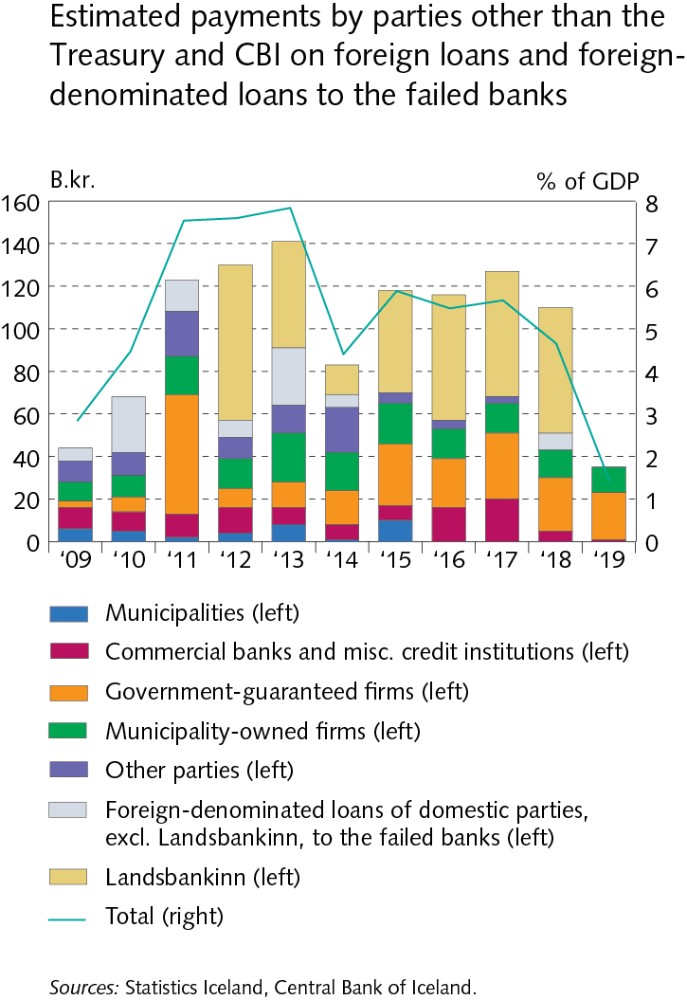 Estimated payments by parties other than the
Treasury and CBI on foreign loans and foreign-
denominated loans to the failed banks
B.kr.
% of GDP
160
8
140
7
120
6
100
5
80
4
60
3
40
2
20
1
0
0
‘09 ‘10 ‘11 ‘12 ‘13 ‘14 ‘15 ‘16 ‘17 ‘18 ‘19
Municipalities (left)
Commercial banks and misc. credit institutions (left)
Government-guaranteed firms (left)
Municipality-owned firms (left)
Other parties (left)
Foreign-denominated loans of domestic parties,
excl. Landsbankinn, to the failed banks (left)
Landsbankinn (left)
Total (right)
Sources: Statistics Iceland, Central Bank of Iceland.